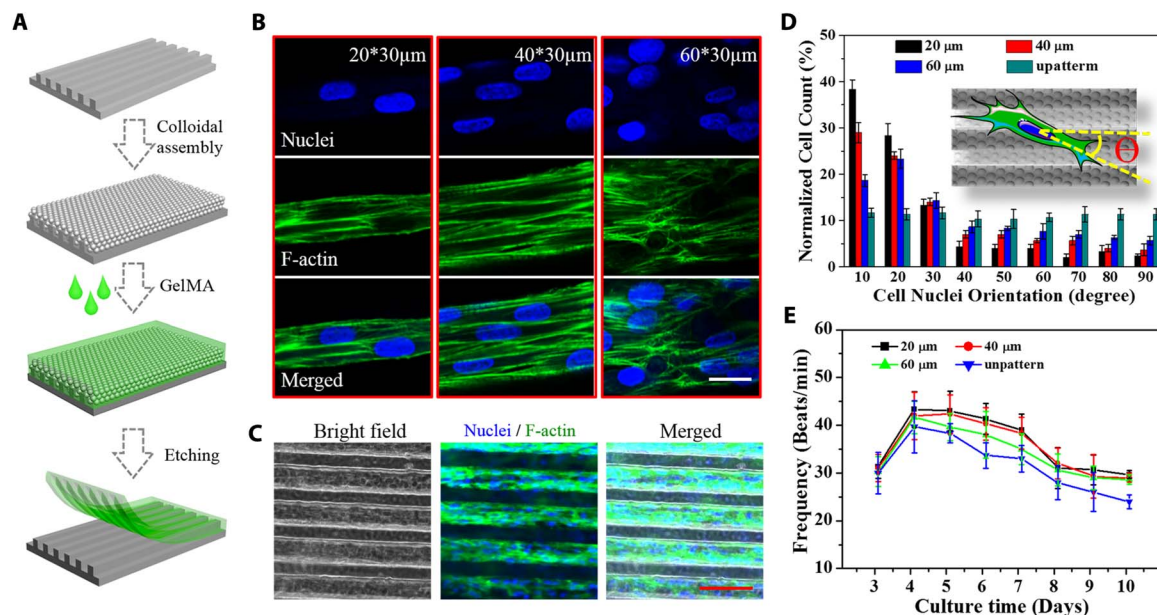 A
Colloidal
assembly
GelMA
Etching
B
20*30µm
40*30µm
60*30µm
Nuclei
F-actin
Merged
C
Bright field
Nuclei / F-actin
Merged
D
Normalized Cell Count (%)
50
40
30
20
10
0
20 µm
40 µm
60 µm
upatterm
Θ
10 20 30 40 50 60 70 80 90
Cell Nuclei Orientation (degree)
E
Frequency (Beats/min)
60
50
40
30
20
10
20 µm
40 µm
60 µm
unpattern
3 4 5 6 7 8 9 10
Culture time (Days)